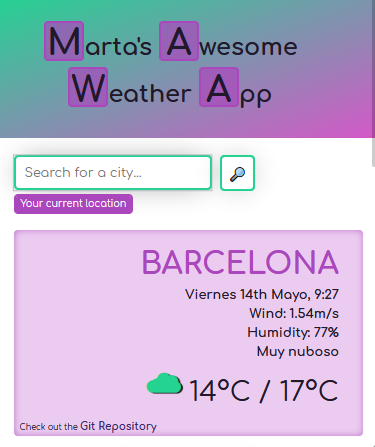 Marta's Awesome
Weather App
Search for a city...
Your current location
BARCELONA
Viernes 14th Mayo, 9:27
Wind: 1.54m/s
Humidity: 77%
Muy nuboso
14°C / 17°C
Check out the Git Repository